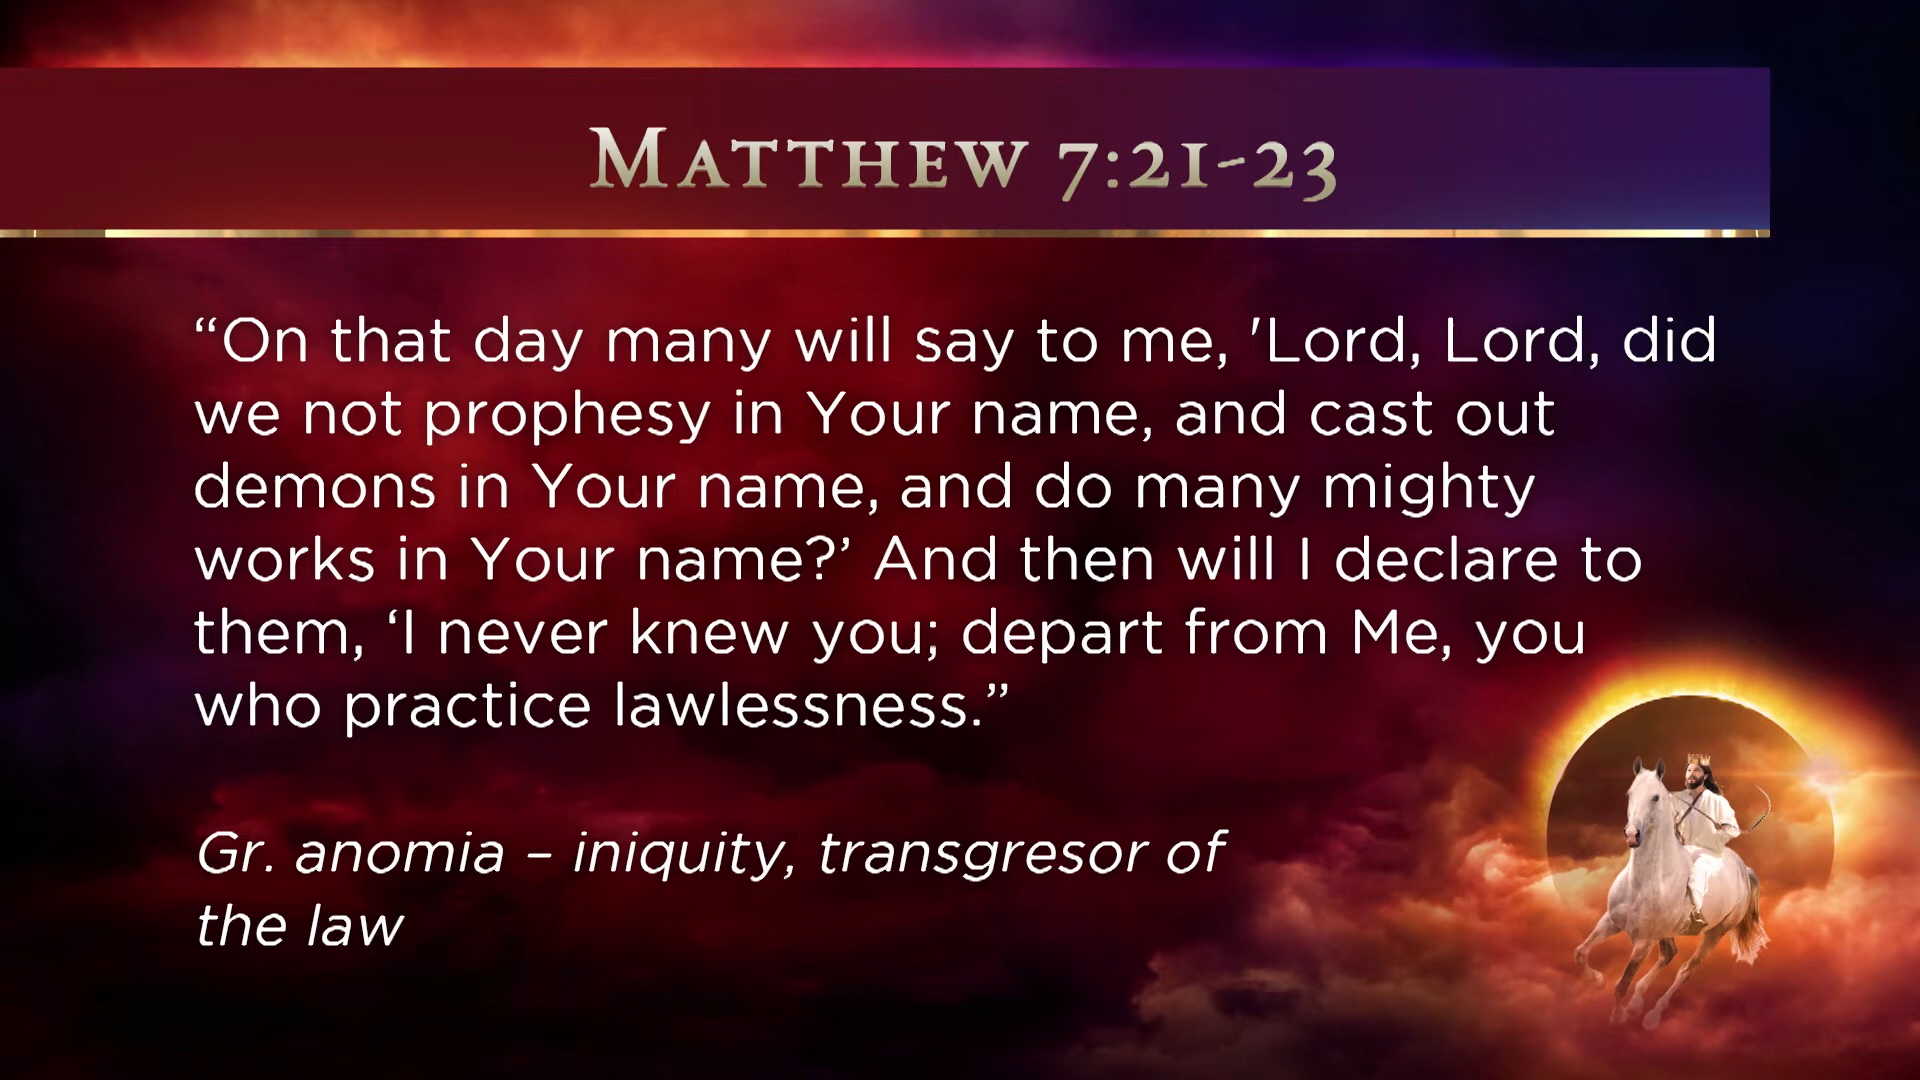 Matthew 7:21-23
“On that day many will say to me, 'Lord, Lord, did
we not prophesy in Your name, and cast out
demons in Your name, and do many mighty
works in Your name?’ And then will I declare to
them, ‘I never knew you; depart from Me, you
who practice lawlessness.”
Gr. anomia – iniquity, transgresor of
the law